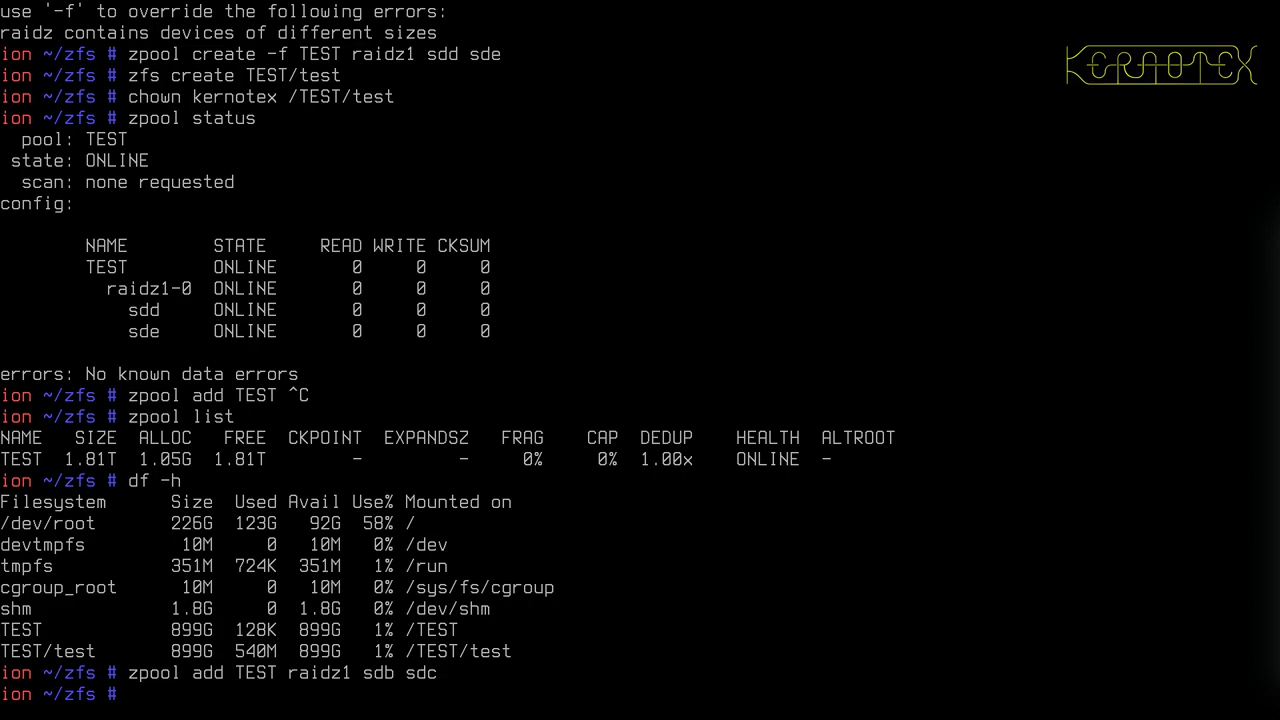 use '-f' to override the following errors:
raidz contains devices of different sizes
ion ~/zfs # zpool create -f TEST raidz1 sdd sde
KERNOTEX
ion ~/zfs # zfs create TEST/test
ion ~/zfs # chown kernotex /TEST/test
ion ~/zfs # zpool status
  pool: TEST
 state: ONLINE
  scan: none requested
config:
        NAME        STATE     READ WRITE CKSUM
        TEST        ONLINE       0     0     0
          raidz1-0  ONLINE       0     0     0
            sdd     ONLINE       0     0     0
            sde     ONLINE       0     0     0
errors: No known data errors
ion ~/zfs # zpool add TEST ^C
ion ~/zfs # zpool list
NAME   SIZE  ALLOC   FREE  CKPOINT  EXPANDSZ   FRAG    CAP  DEDUP    HEALTH  ALTROOT
TEST  1.81T  1.05G  1.81T        -         -     0%     0%  1.00x    ONLINE  -
ion ~/zfs # df -h
Filesystem      Size  Used Avail Use% Mounted on
/dev/root       226G  123G   92G  58% /
devtmpfs         10M     0   10M   0% /dev
tmpfs           351M  724K  351M   1% /run
cgroup_root      10M     0   10M   0% /sys/fs/cgroup
shm             1.8G     0  1.8G   0% /dev/shm
TEST            899G  128K  899G   1% /TEST
TEST/test       899G  540M  899G   1% /TEST/test
ion ~/zfs # zpool add TEST raidz1 sdb sdc
ion ~/zfs #